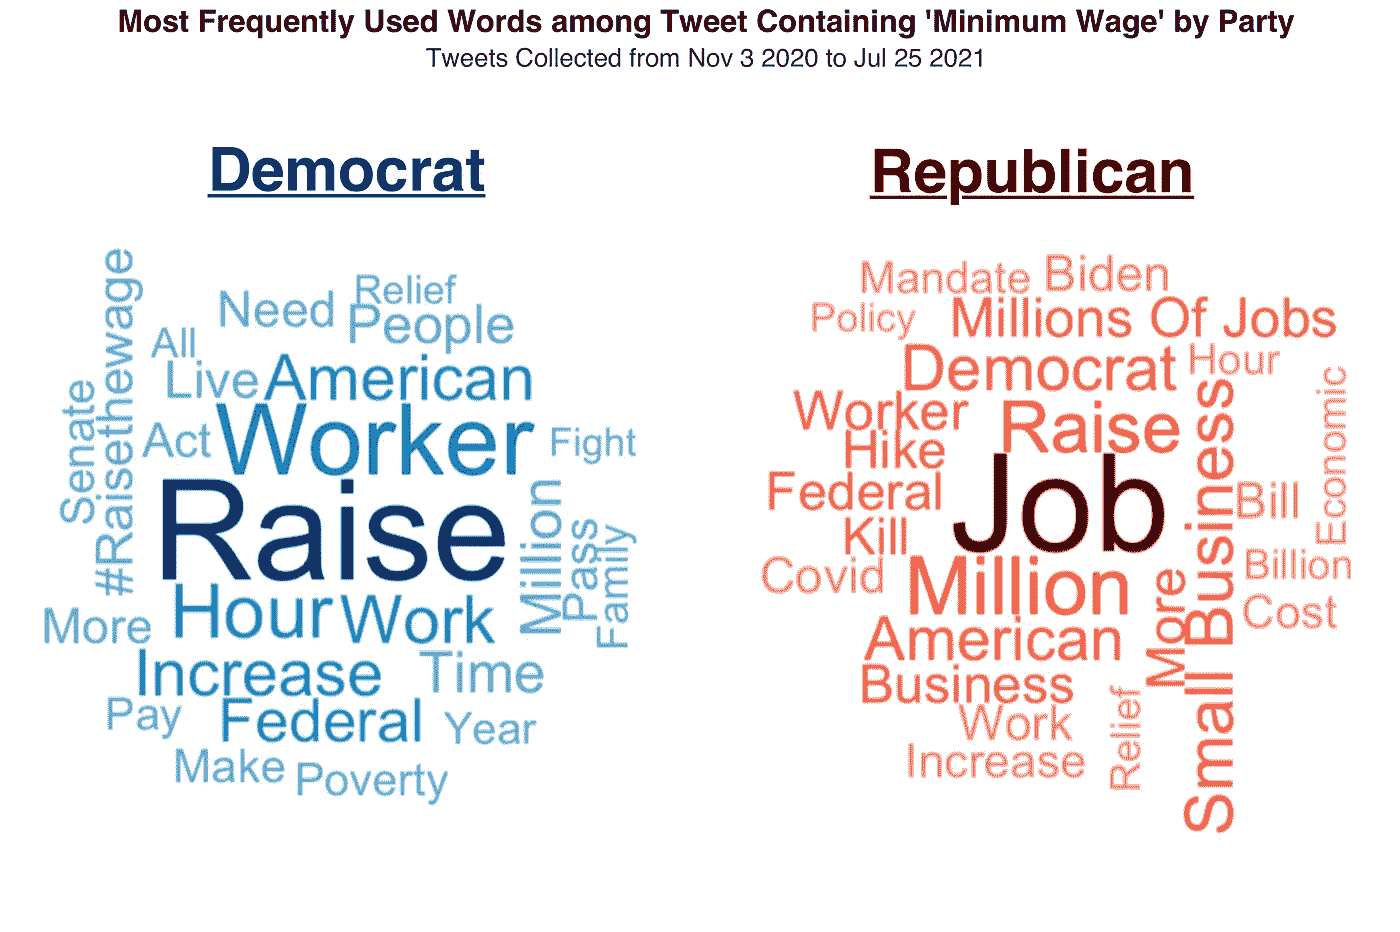 Most Frequently Used Words among Tweet Containing 'Minimum Wage' by Party
Tweets Collected from Nov 3 2020 to Jul 25 2021
Democrat
#Raisethewage
Senate
Relief
Need
People
All
Live
American
Act
Worker
Fight
Raise
Million
Pass
Family
Hour
Work
More
Increase
Time
Pay
Federal
Year
Make
Poverty
Republican
Mandate
Biden
Policy
Millions Of Jobs
Democrat
Hour
Worker
Raise
Hike
Economic
Job
Federal
Small Business
Bill
Kill
Covid
Million
More
Billion
Cost
American
Business
Work
Relief
Increase